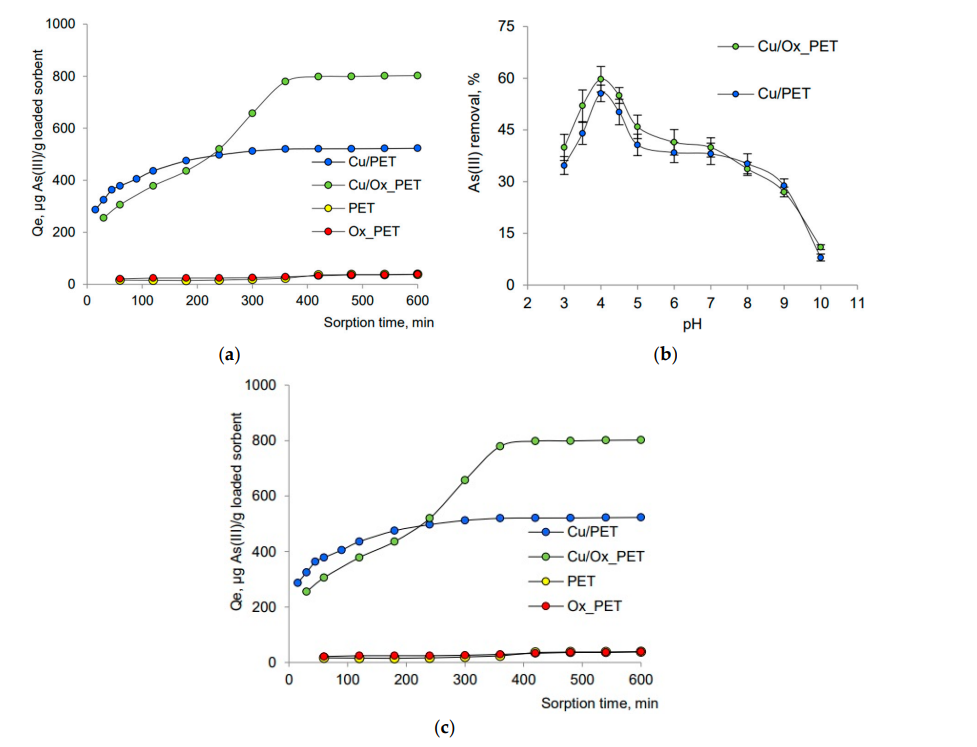 1000
800
600
400
200
0
0 100 200 300 400 500 600
Qe, µg As(III)/g loaded sorbent
Sorption time, min
Cu/PET
Cu/Ox_PET
PET
Ox_PET
(a)
75
60
45
30
15
0
2 3 4 5 6 7 8 9 10 11
As(III) removal, %
pH
Cu/Ox_PET
Cu/PET
(b)
1000
800
600
400
200
0
0 100 200 300 400 500 600
Qe, µg As(III)/g loaded sorbent
Sorption time, min
Cu/PET
Cu/Ox_PET
PET
Ox_PET
(c)